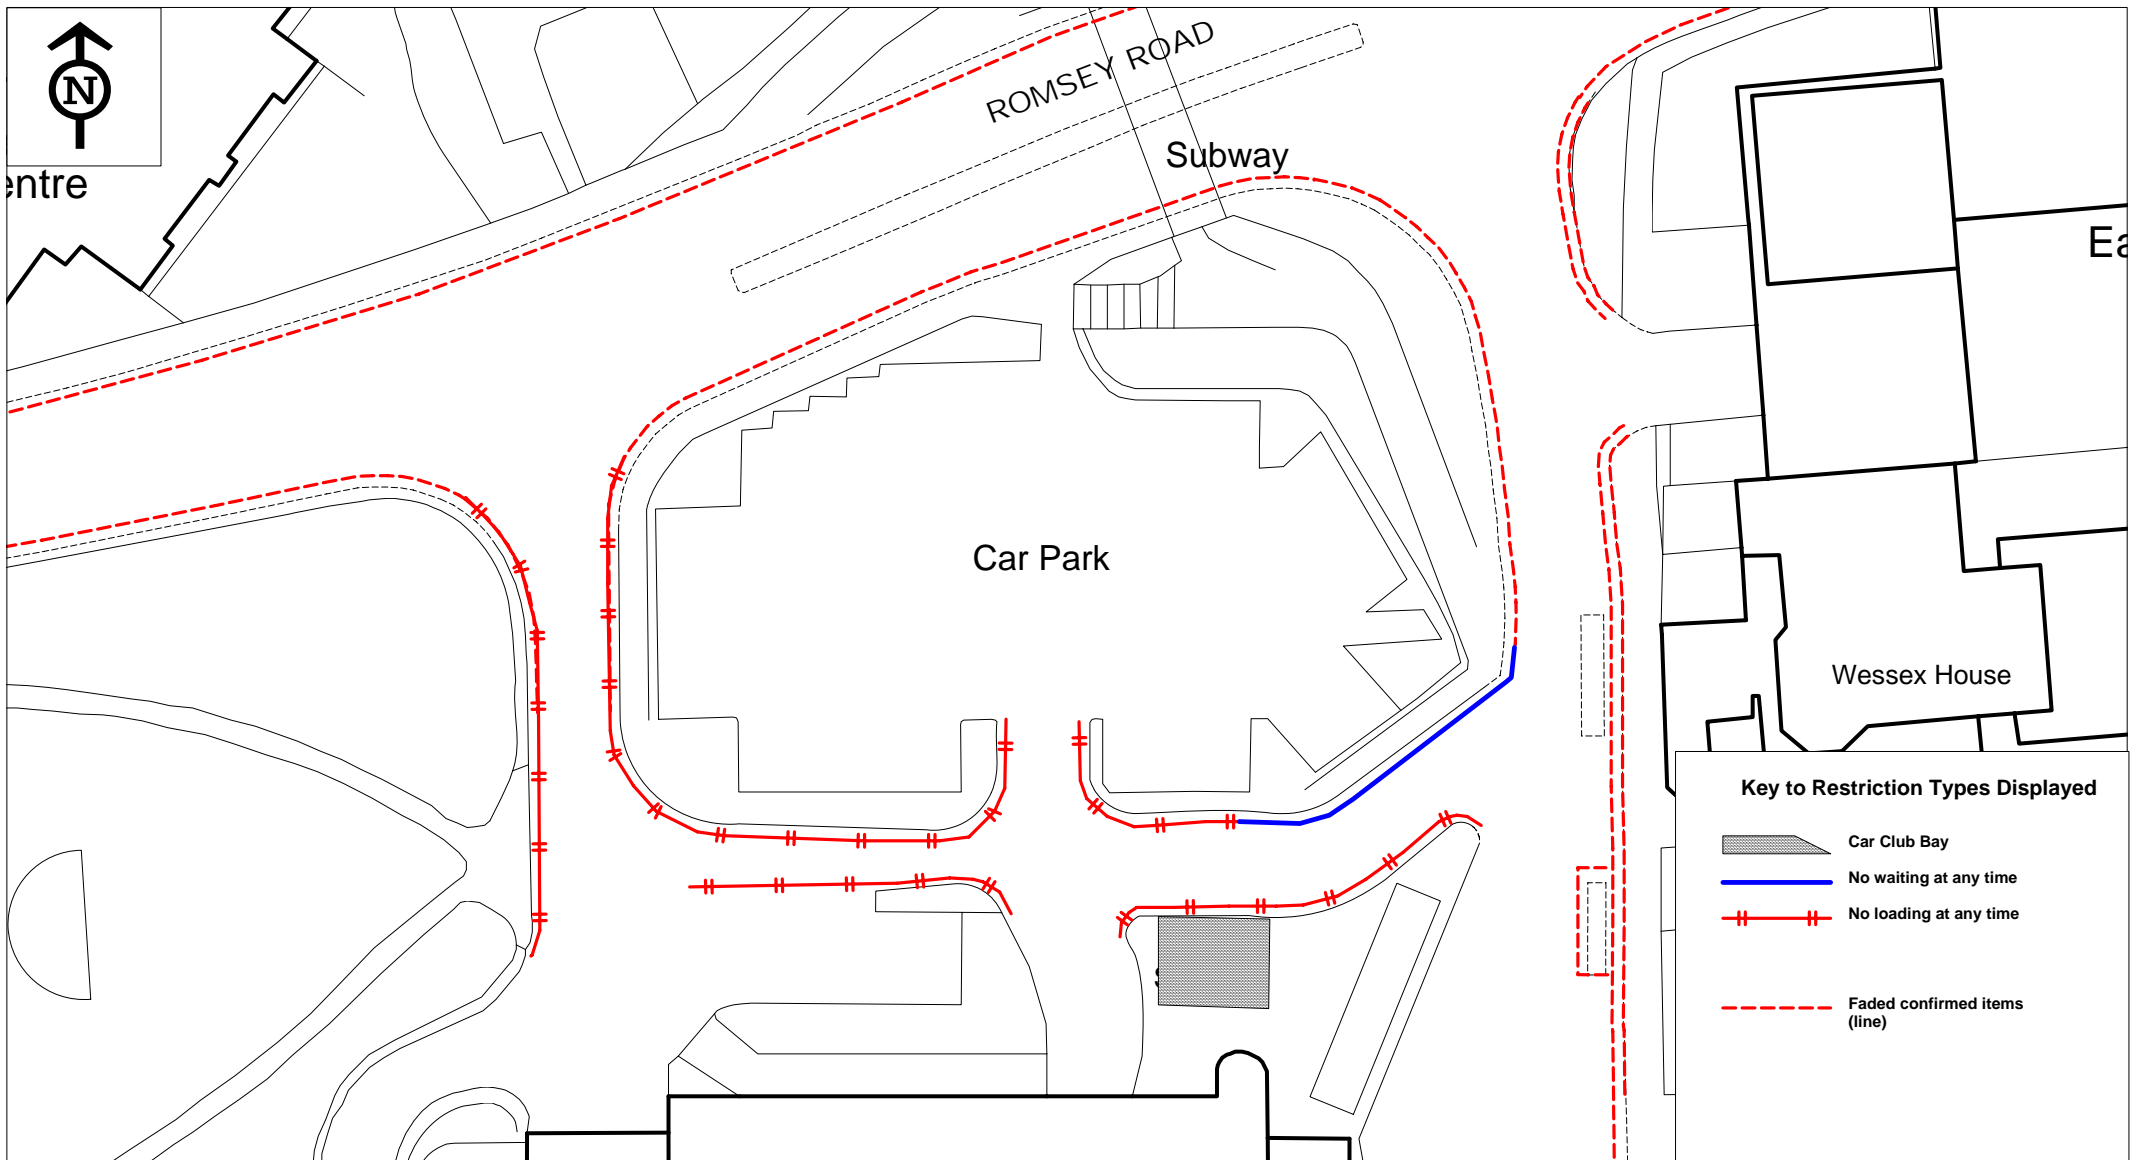 N
entre
ROMSEY ROAD
Subway
Ea
Car Park
Wessex House
Key to Restriction Types Displayed
Car Club Bay
No waiting at any time
No loading at any time
Faded confirmed items
(line)